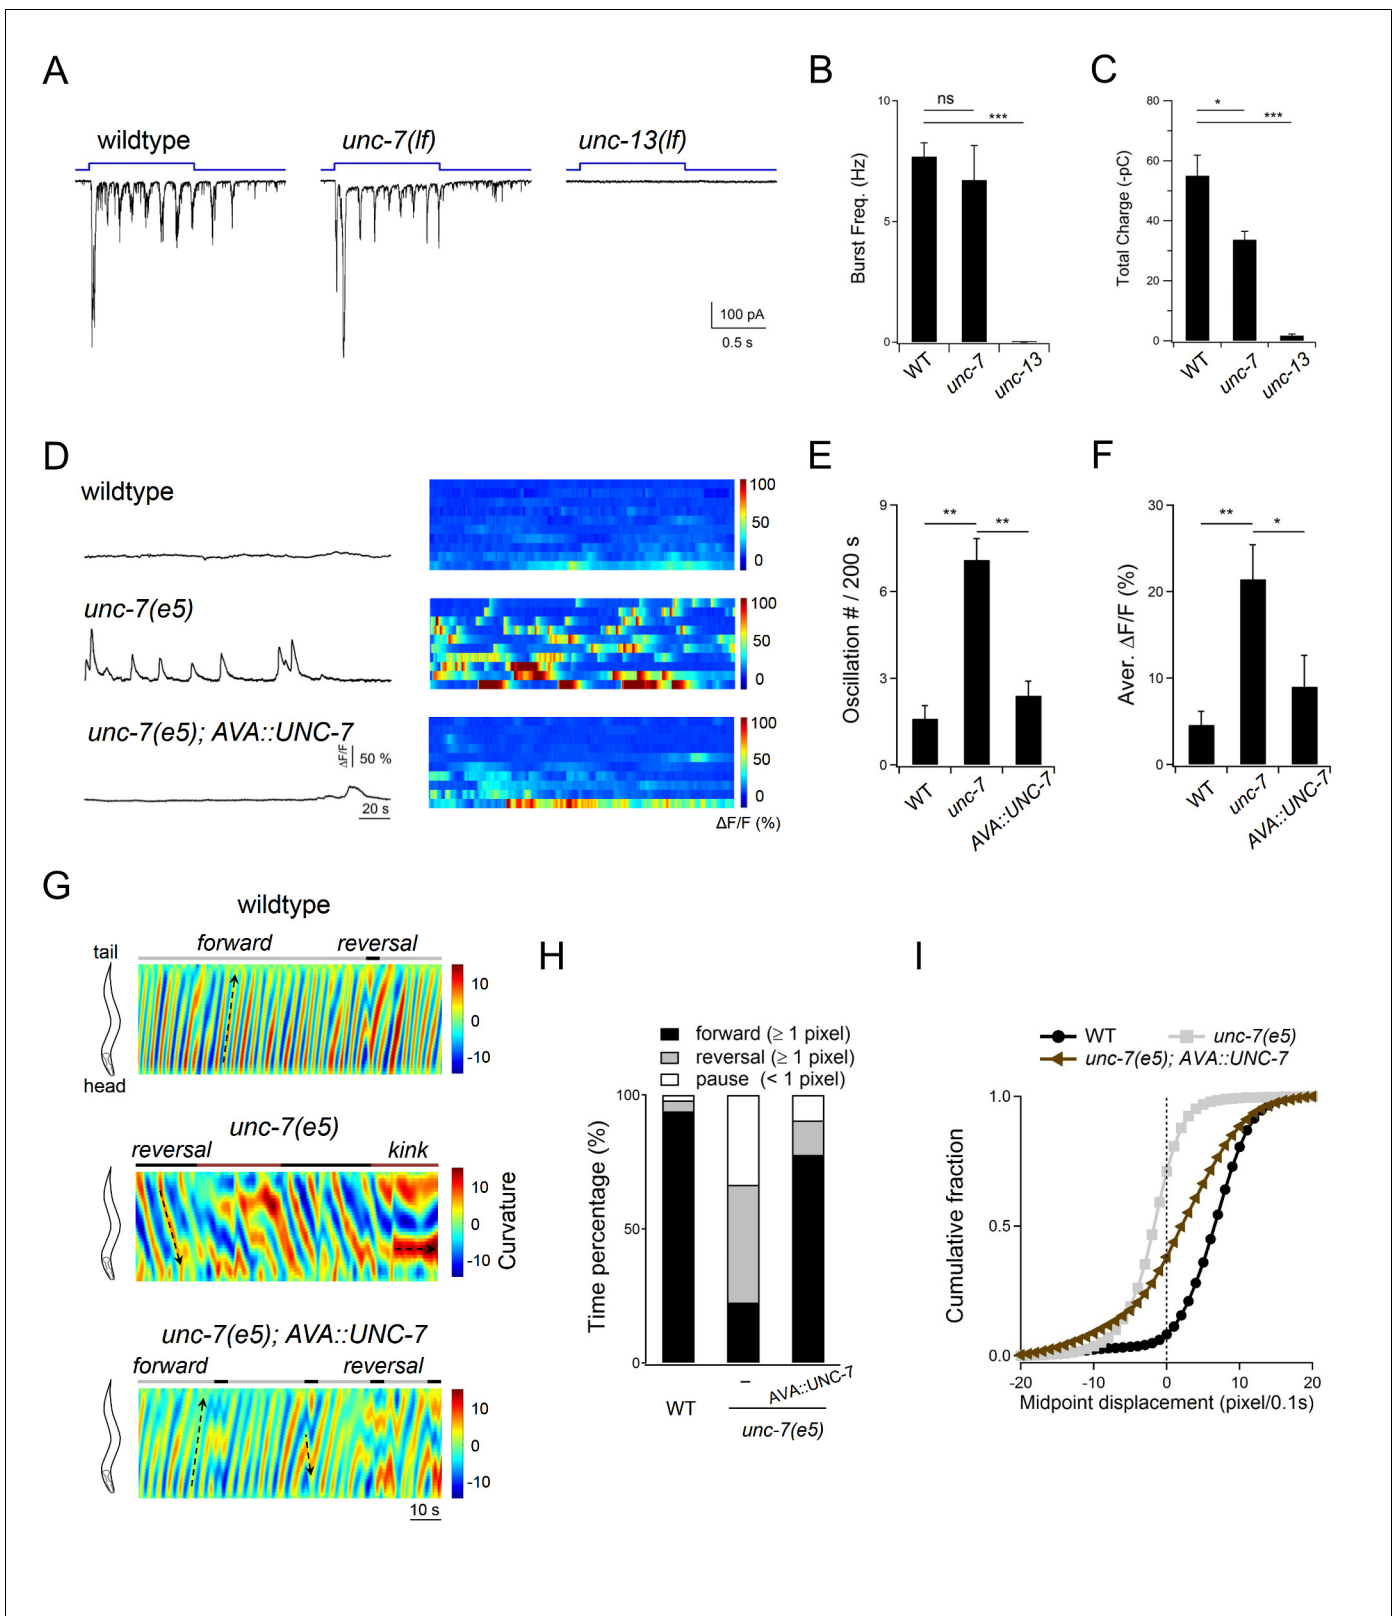 A
wildtype
unc-7(lf)
unc-13(lf)
100 pA
0.5 s
B
Burst Freq. (Hz)
10
5
0
ns
***
WT
unc-7
unc-13
C
Total Charge (-pC)
80
60
40
20
0
*
***
WT
unc-7
unc-13
D
wildtype
100
50
0
unc-7(e5)
100
50
0
unc-7(e5); AVA::UNC-7
ΔF/F
50 %
20 s
100
50
0
ΔF/F (%)
E
Oscillation # / 200 s
9
6
3
0
**
**
WT
unc-7
AVA::UNC-7
F
Aver. ΔF/F (%)
30
20
10
0
**
*
WT
unc-7
AVA::UNC-7
G
wildtype
forward
reversal
tail
head
10
0
-10
unc-7(e5)
reversal
kink
10
0
-10
Curvature
unc-7(e5); AVA::UNC-7
forward
reversal
10
0
-10
10 s
H
forward (≥ 1 pixel)
reversal (≥ 1 pixel)
pause (< 1 pixel)
Time percentage (%)
100
50
0
WT
–
AVA::UNC-7
unc-7(e5)
I
WT
unc-7(e5)
unc-7(e5); AVA::UNC-7
Cumulative fraction
1.0
0.5
0.0
-20
-10
0
10
20
Midpoint displacement (pixel/0.1s)